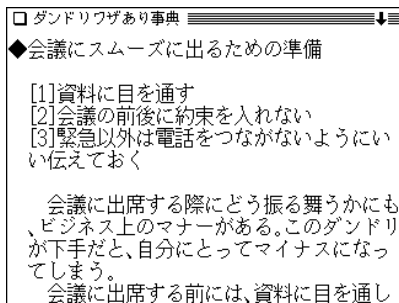 ダンドリワザあり事典
◆会議にスムーズに出るための準備
[1]資料に目を通す
[2]会議の前後に約束を入れない
[3]緊急以外は電話をつながないようにい
い伝えておく
会議に出席する際にどう振る舞うかにも
、ビジネス上のマナーがある。このダンドリ
が下手だと、自分にとってマイナスになっ
てしまう。
会議に出席する前には、資料に目を通し